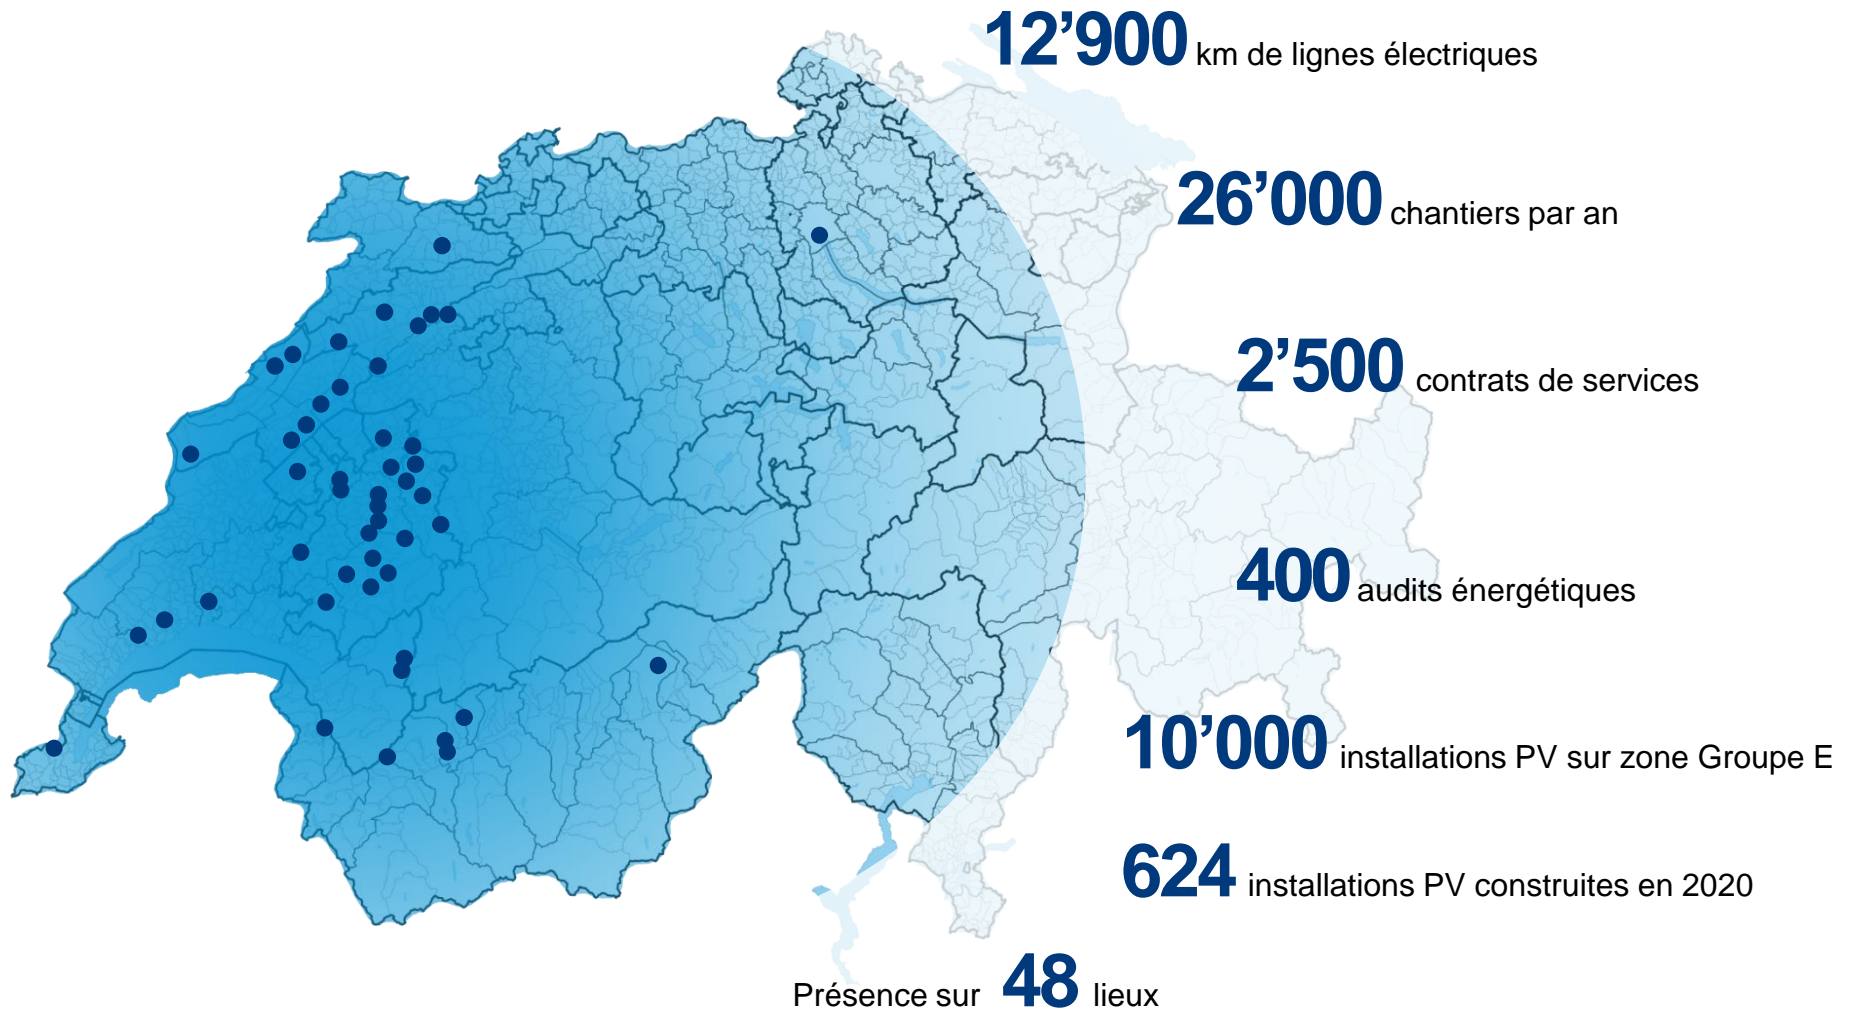 12’900 km de lignes électriques
26’000 chantiers par an
2’500 contrats de services
400 audits énergétiques
10’000 installations PV sur zone Groupe E
624 installations PV construites en 2020
Présence sur 48 lieux